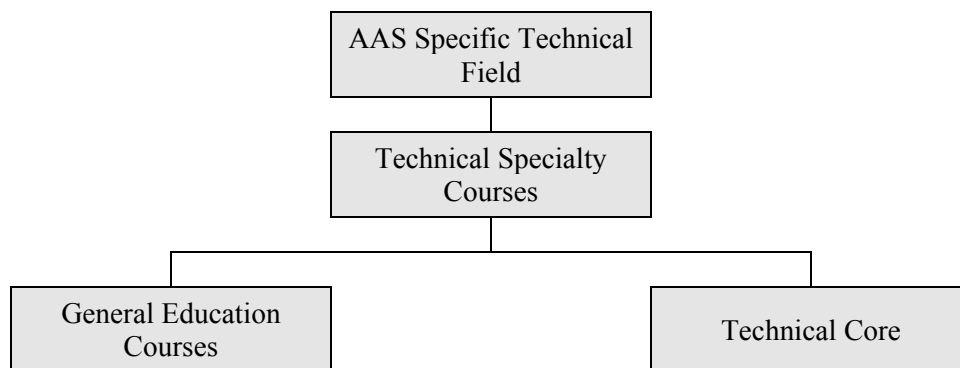 AAS Specific Technical
Field
Technical Specialty
Courses
General Education
Courses
Technical Core